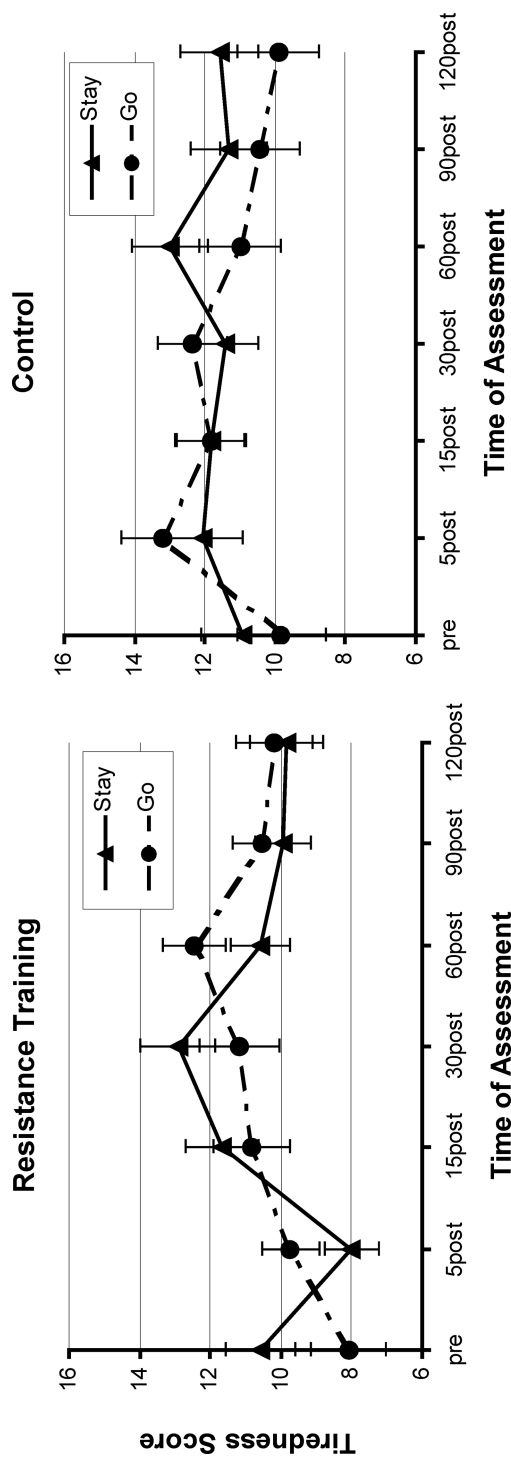 Resistance Training
Tiredness Score
16
14
12
10
8
6
Stay
Go
pre
5post
15post
30post
60post
90post
120post
Time of Assessment
Control
16
14
12
10
8
6
Stay
Go
pre
5post
15post
30post
60post
90post
120post
Time of Assessment